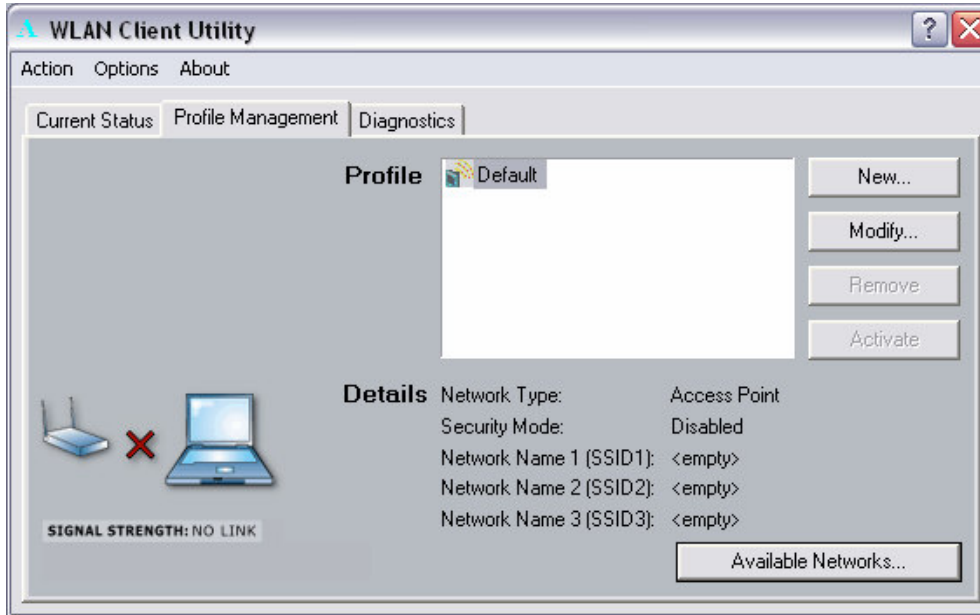 WLAN Client Utility
Action Options About
Current Status Profile Management Diagnostics
Profile Default New...
Modify...
Remove
Activate
Details Network Type: Access Point
Security Mode: Disabled
Network Name 1 (SSID1): <empty>
Network Name 2 (SSID2): <empty>
Network Name 3 (SSID3): <empty>
SIGNAL STRENGTH: NO LINK
Available Networks...